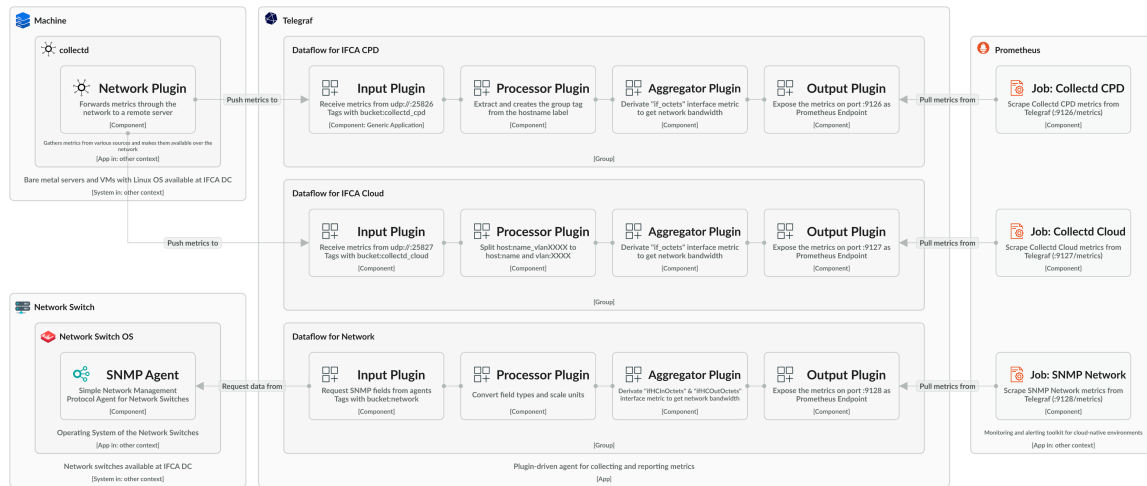 Machine
collectd
Network Plugin
Forwards metrics through the
network to a remote server
[Component]
Gathers metrics from various sources and makes them available over the
network
[App in: other context]
Bare metal servers and VMs with Linux OS available at IFCA DC
[System in: other context]
Push metrics to
Push metrics to
Network Switch
Network Switch OS
SNMP Agent
Simple Network Management
Protocol Agent for Network Switches
[Component]
Operating System of the Network Switches
[App in: other context]
Network switches available at IFCA DC
[System in: other context]
Request data from
Telegraf
Dataflow for IFCA CPD
Input Plugin
Receive metrics from udp://:25826
Tags with bucket:collectd_cpd
[Component: Generic Application]
Processor Plugin
Extract and creates the group tag
from the hostname label
[Component]
Aggregator Plugin
Derivate "if_octets" interface metric
to get network bandwidth
[Component]
Output Plugin
Expose the metrics on port :9126 as
Prometheus Endpoint
[Component]
[Group]
Dataflow for IFCA Cloud
Input Plugin
Receive metrics from udp://:25827
Tags with bucket:collectd_cloud
[Component]
Processor Plugin
Split host:name_vlanXXXX to
host:name and vlan:XXXX
[Component]
Aggregator Plugin
Derivate "if_octets" interface metric
to get network bandwidth
[Component]
Output Plugin
Expose the metrics on port :9127 as
Prometheus Endpoint
[Component]
[Group]
Dataflow for Network
Input Plugin
Request SNMP fields from agents
Tags with bucket:network
[Component]
Processor Plugin
Convert field types and scale units
[Component]
Aggregator Plugin
Derivate "ifHCInOctets" & "ifHCOutOctets"
interface metric to get network bandwidth
[Component]
Output Plugin
Expose the metrics on port :9128 as
Prometheus Endpoint
[Component]
[Group]
Plugin-driven agent for collecting and reporting metrics
[App]
Pull metrics from
Pull metrics from
Pull metrics from
Prometheus
Job: Collectd CPD
Scrape Collectd CPD metrics from
Telegraf (:9126/metrics)
[Component]
Job: Collectd Cloud
Scrape Collectd Cloud metrics from
Telegraf (:9127/metrics)
[Component]
Job: SNMP Network
Scrape SNMP Network metrics from
Telegraf (:9128/metrics)
[Component]
Monitoring and alerting toolkit for cloud-native environments
[App in: other context]